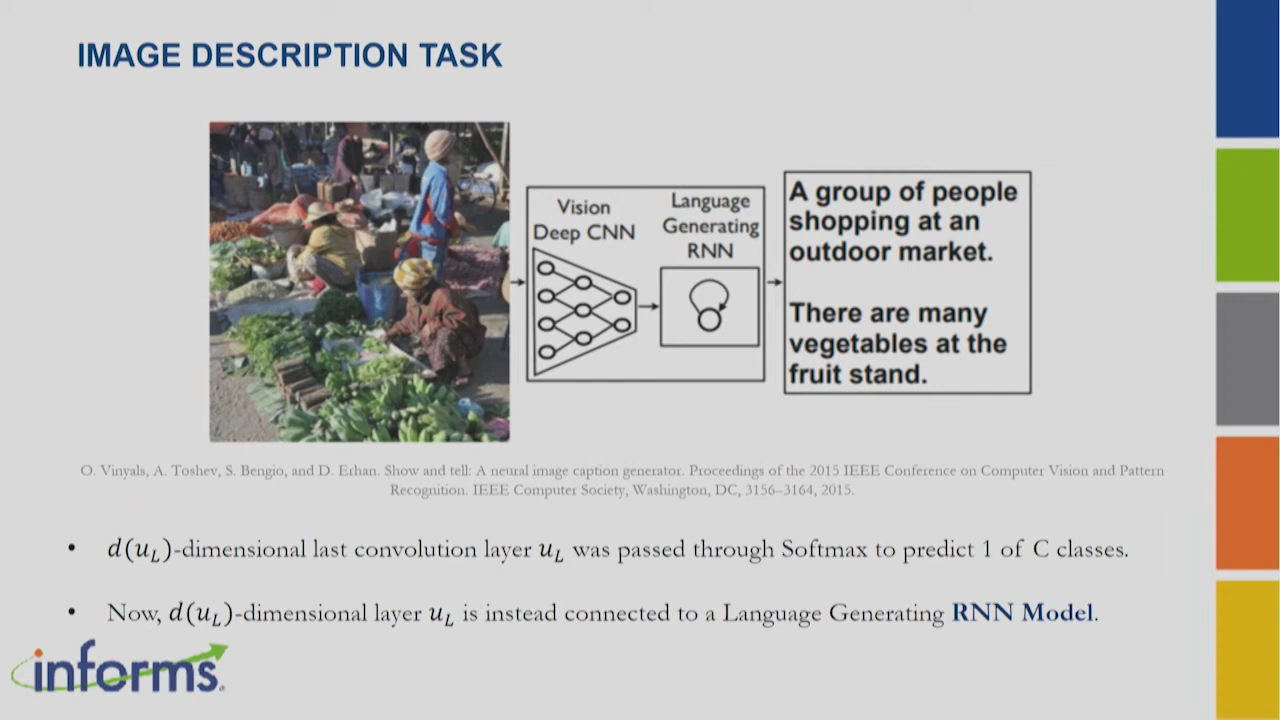 IMAGE DESCRIPTION TASK
Vision
Deep CNN
Language
Generating
RNN
A group of people
shopping at an
outdoor market.
There are many
vegetables at the
fruit stand.
O. Vinyals, A. Toshev, S. Bengio, and D. Erhan. Show and tell: A neural image caption generator. Proceedings of the 2015 IEEE Conference on Computer Vision and Pattern
Recognition. IEEE Computer Society, Washington, DC, 3156–3164, 2015.
• d(u_L)-dimensional last convolution layer u_L was passed through Softmax to predict 1 of C classes.
• Now, d(u_L)-dimensional layer u_L is instead connected to a Language Generating RNN Model.
informs